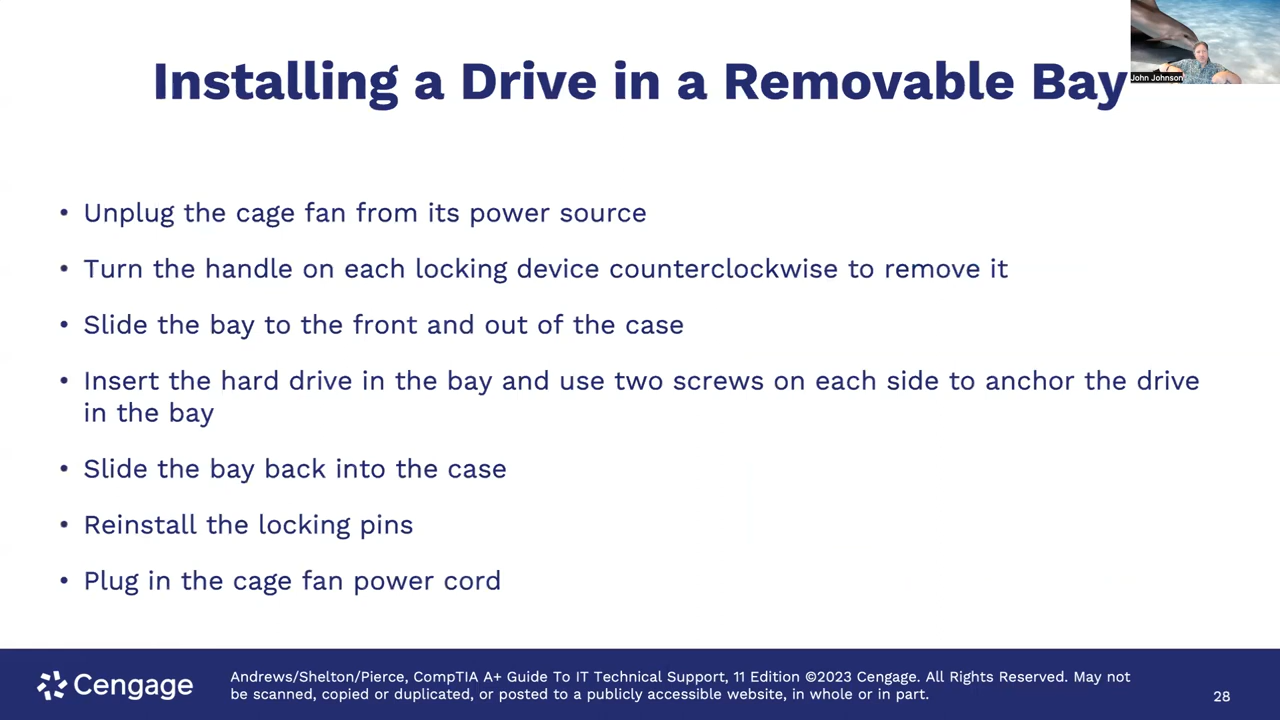 Installing a Drive in a Removable Bay
John Johnson
• Unplug the cage fan from its power source
• Turn the handle on each locking device counterclockwise to remove it
• Slide the bay to the front and out of the case
• Insert the hard drive in the bay and use two screws on each side to anchor the drive
in the bay
• Slide the bay back into the case
• Reinstall the locking pins
• Plug in the cage fan power cord
Cengage
Andrews/Shelton/Pierce, CompTIA A+ Guide To IT Technical Support, 11 Edition ©2023 Cengage. All Rights Reserved. May not
be scanned, copied or duplicated, or posted to a publicly accessible website, in whole or in part.
28